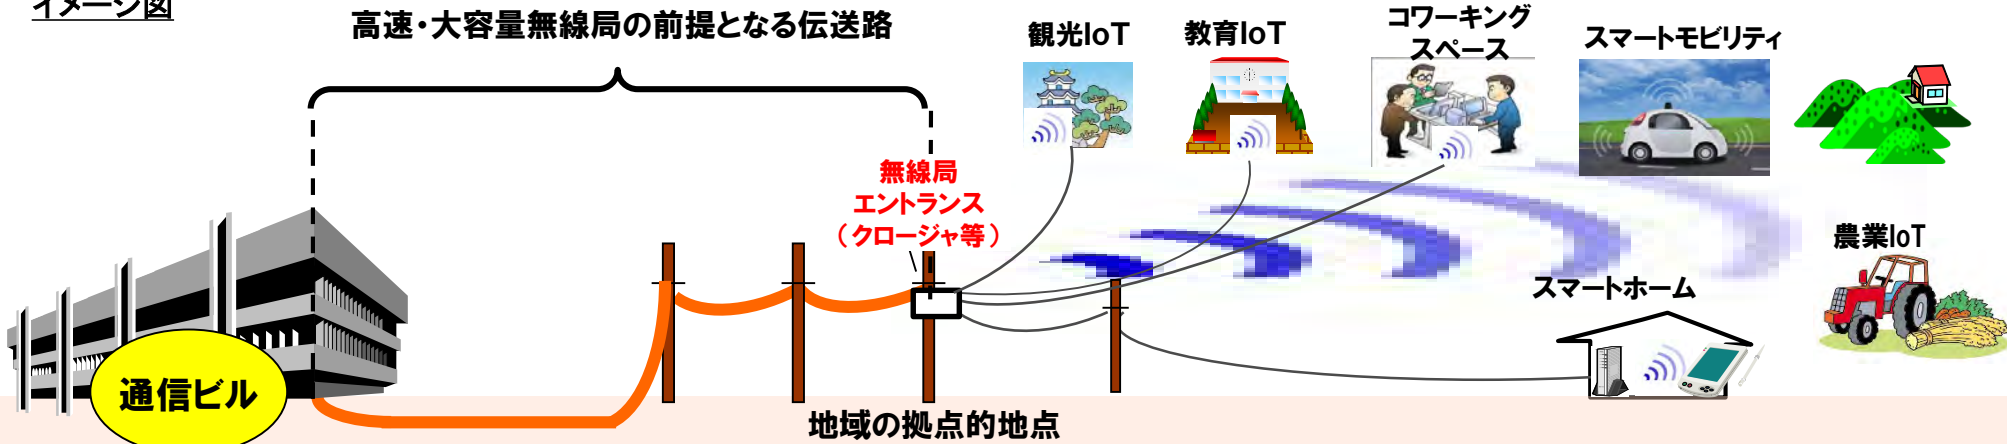 イメージ図
高速・大容量無線局の前提となる伝送路
観光IoT
教育IoT
コワーキング
スペース
スマートモビリティ
無線局
エントランス
（クロージャ等）
農業IoT
スマートホーム
通信ビル
地域の拠点的地点